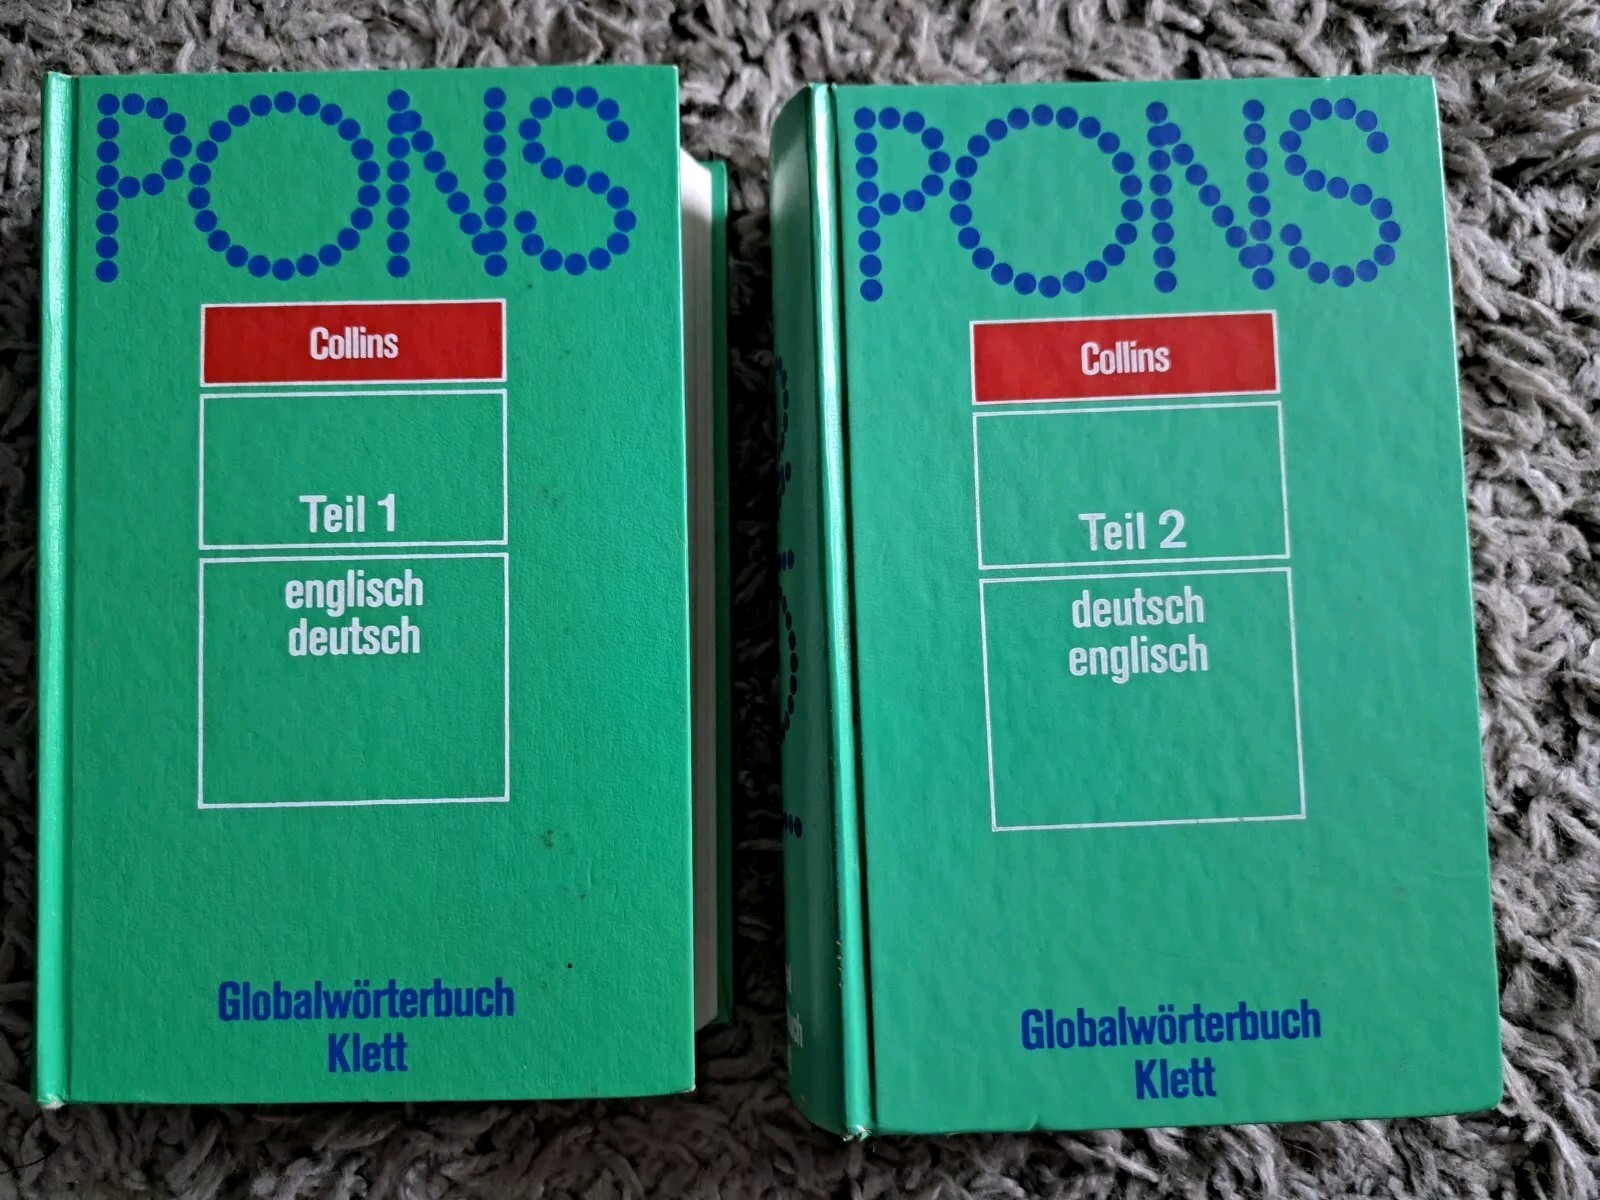 PONS
Collins
Teil 1
englisch
deutsch
Globalwörterbuch
Klett
PONS
Collins
Teil 2
deutsch
englisch
Globalwörterbuch
Klett